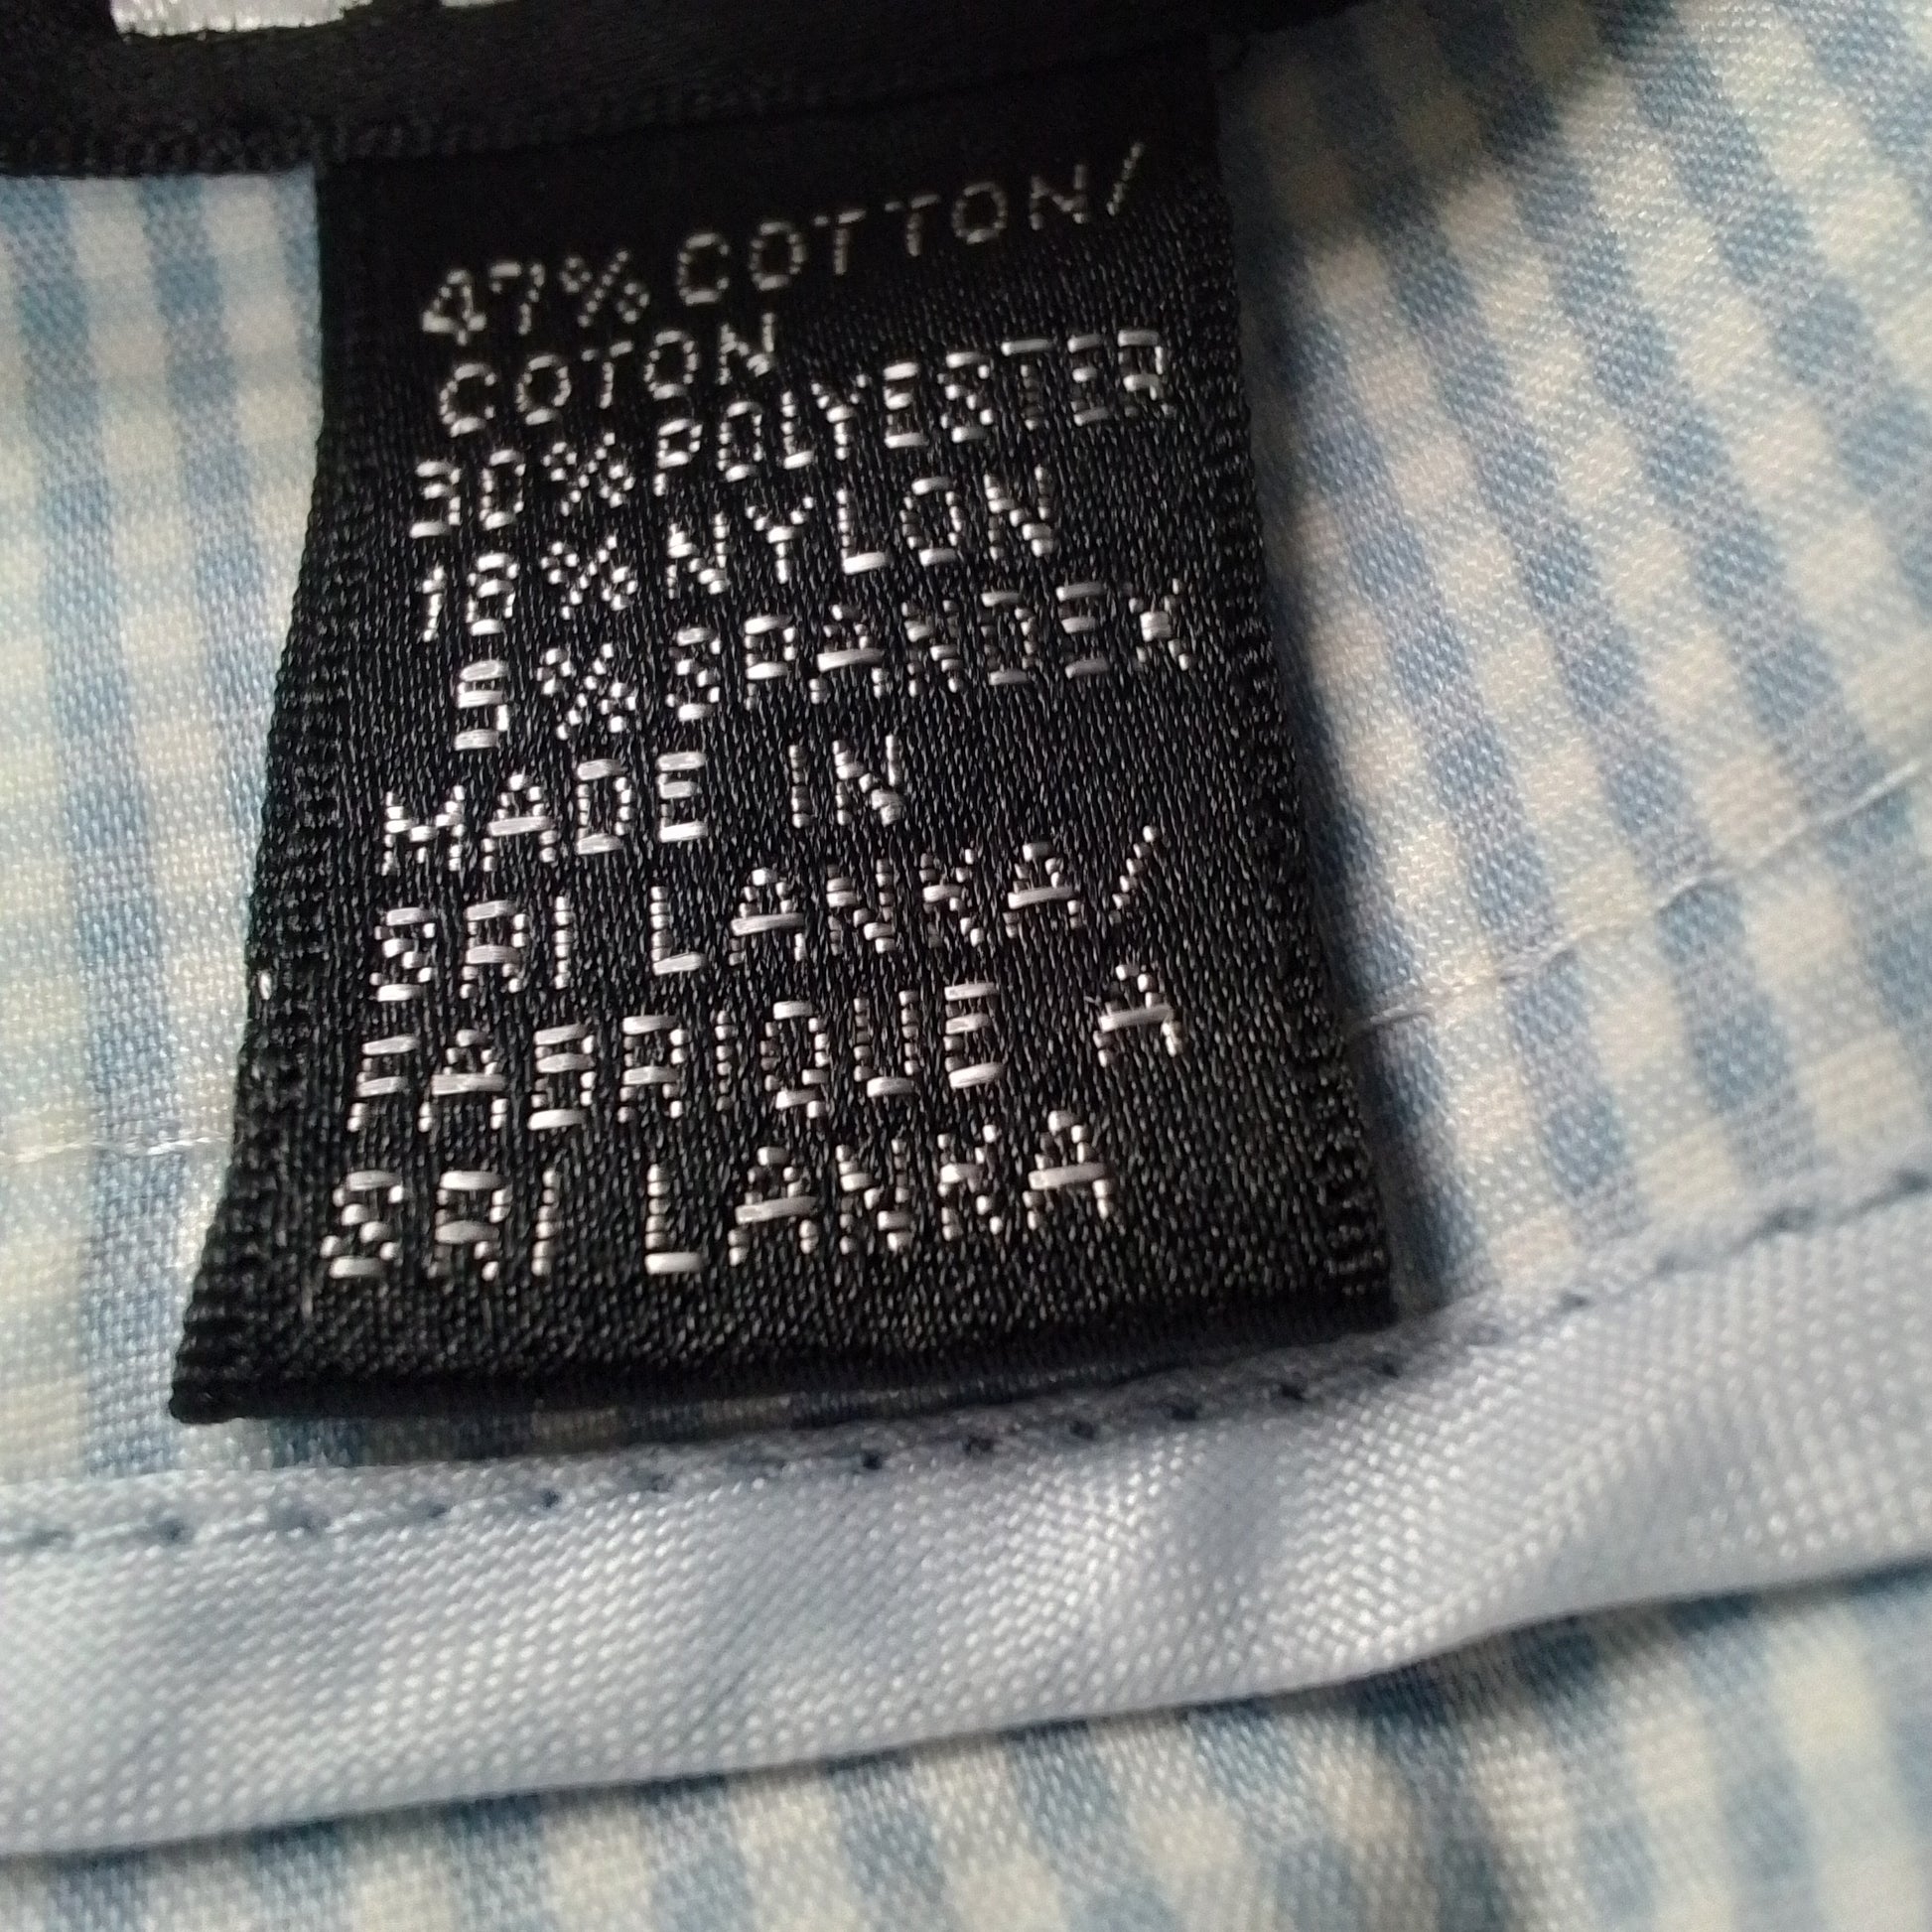 47% COTTON/
COTON
30% POLYESTER
18% NYLON
5% SPANDEX
MADE IN
SRI LANKA/
FABRIQUE A
SRI LANKA